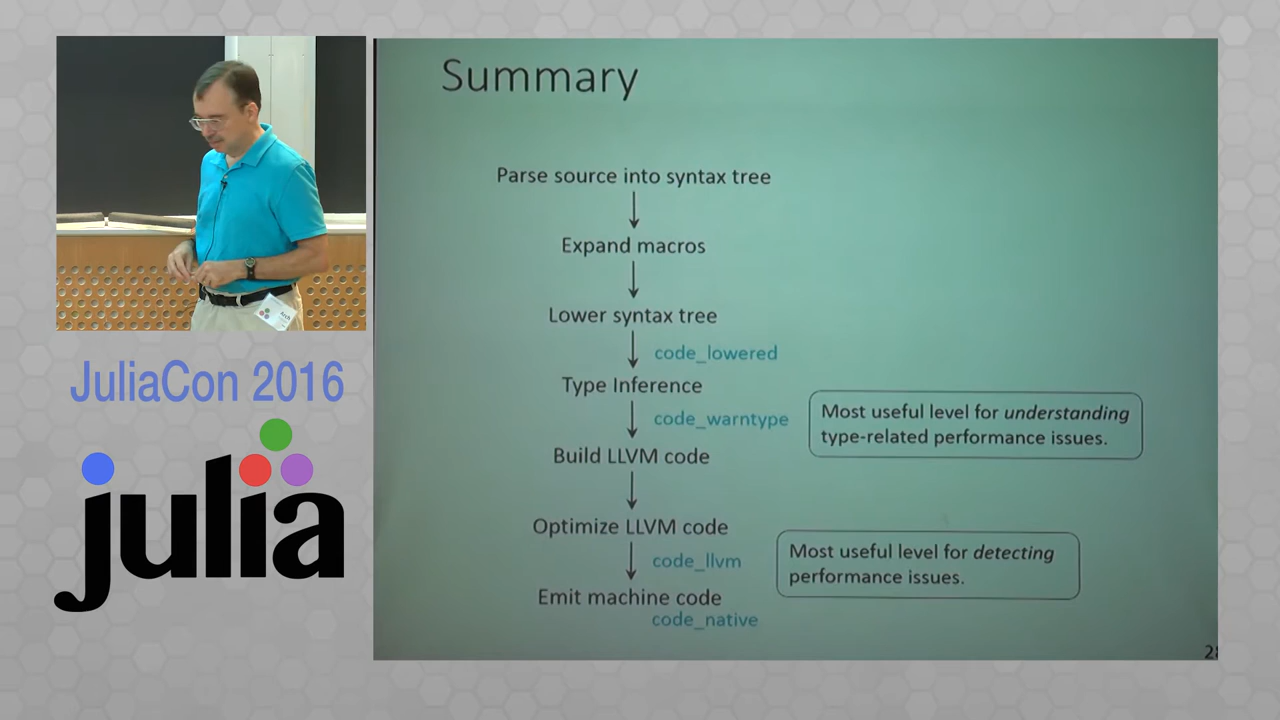 Summary
Parse source into syntax tree
Expand macros
Lower syntax tree
code_lowered
Type Inference
code_warntype
Most useful level for understanding
type-related performance issues.
Build LLVM code
Optimize LLVM code
code_llvm
Most useful level for detecting
performance issues.
Emit machine code
code_native
28
Arch
JuliaCon 2016
julia